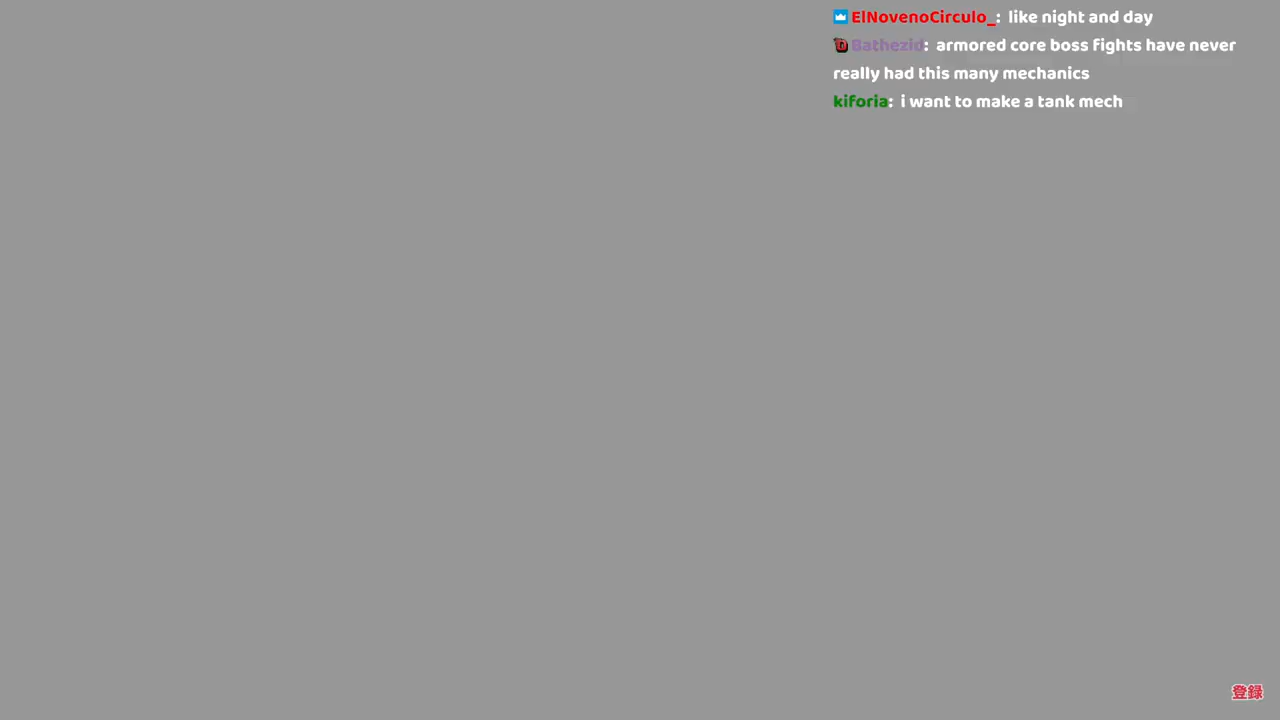 ElNovenoCirculo_: like night and day
Bathezid: armored core boss fights have never
really had this many mechanics
kiforia: i want to make a tank mech
登録